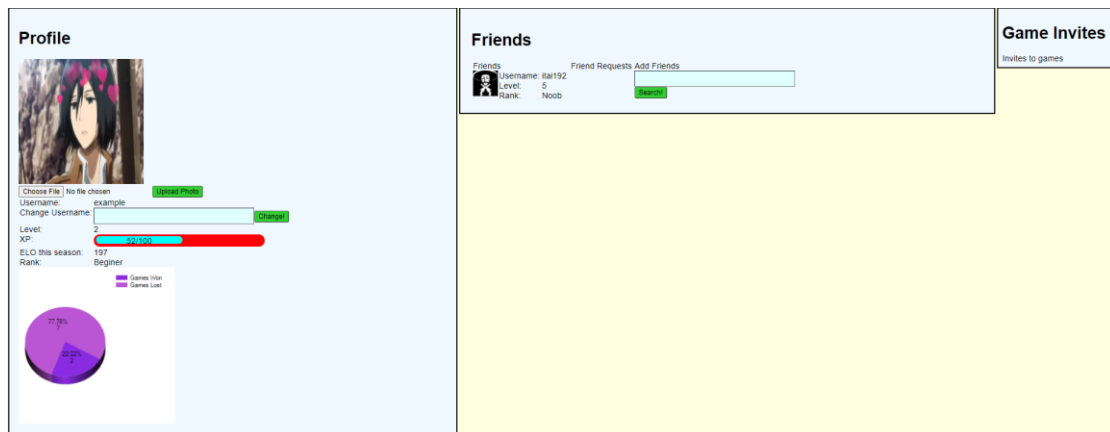 Profile
Choose File No file chosen Upload Photo
Username: example
Change Username: Change!
Level: 2
XP: 52/100
ELO this season: 197
Rank: Beginer
Games Won
Games Lost
77.78%
7
22.22%
2
Friends
Friends Friend Requests Add Friends
Username: itai192
Level: 5
Rank: Noob
Search!
Game Invites
Invites to games